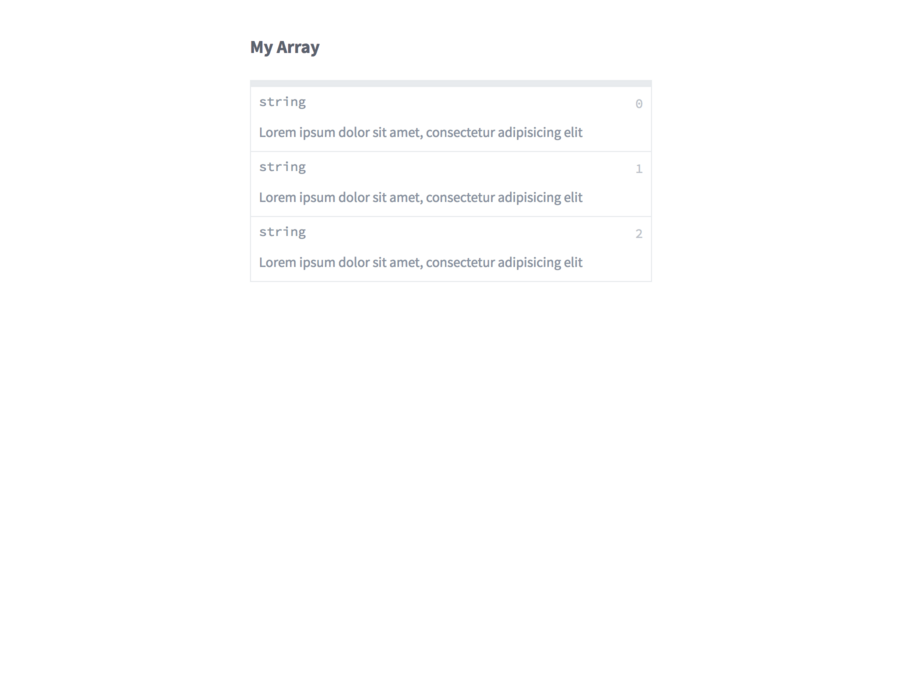 My Array
string 0
Lorem ipsum dolor sit amet, consectetur adipisicing elit
string 1
Lorem ipsum dolor sit amet, consectetur adipisicing elit
string 2
Lorem ipsum dolor sit amet, consectetur adipisicing elit